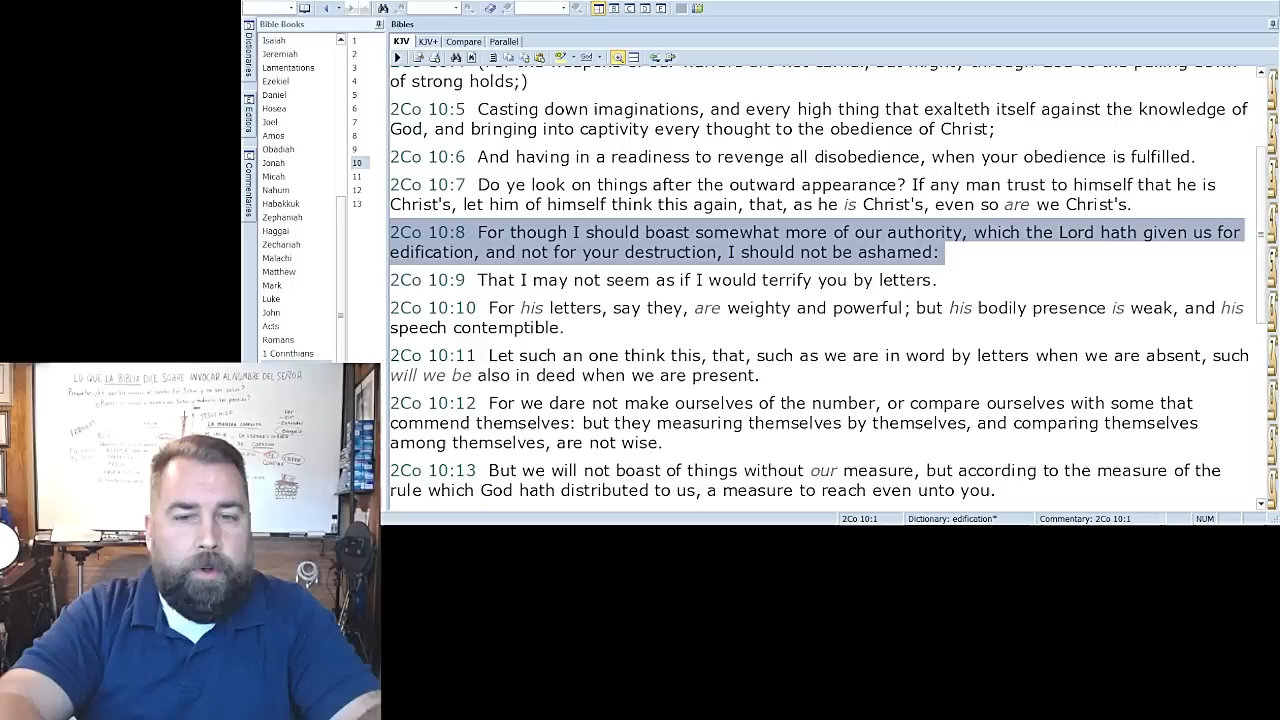 Bible Books
Bibles
Dictionaries
Editors
Commentaries
KJV KJV+ Compare Parallel
Isaiah
Jeremiah
Lamentations
Ezekiel
Daniel
Hosea
Joel
Amos
Obadiah
Jonah
Micah
Nahum
Habakkuk
Zephaniah
Haggai
Zechariah
Malachi
Matthew
Mark
Luke
John
Acts
Romans
1 Corinthians
1
2
3
4
5
6
7
8
9
10
11
12
13
of strong holds;)
2Co 10:5 Casting down imaginations, and every high thing that exalteth itself against the knowledge of
God, and bringing into captivity every thought to the obedience of Christ;
2Co 10:6 And having in a readiness to revenge all disobedience, when your obedience is fulfilled.
2Co 10:7 Do ye look on things after the outward appearance? If any man trust to himself that he is
Christ's, let him of himself think this again, that, as he is Christ's, even so are we Christ's.
2Co 10:8 For though I should boast somewhat more of our authority, which the Lord hath given us for
edification, and not for your destruction, I should not be ashamed:
2Co 10:9 That I may not seem as if I would terrify you by letters.
2Co 10:10 For his letters, say they, are weighty and powerful; but his bodily presence is weak, and his
speech contemptible.
2Co 10:11 Let such an one think this, that, such as we are in word by letters when we are absent, such
will we be also in deed when we are present.
2Co 10:12 For we dare not make ourselves of the number, or compare ourselves with some that
commend themselves: but they measuring themselves by themselves, and comparing themselves
among themselves, are not wise.
2Co 10:13 But we will not boast of things without our measure, but according to the measure of the
rule which God hath distributed to us, a measure to reach even unto you.
2Co 10:1 Dictionary: edification* Commentary: 2Co 10:1 NUM
LO QUE LA BIBLIA DICE SOBRE INVOCAR AL NOMBRE DEL SEÑOR